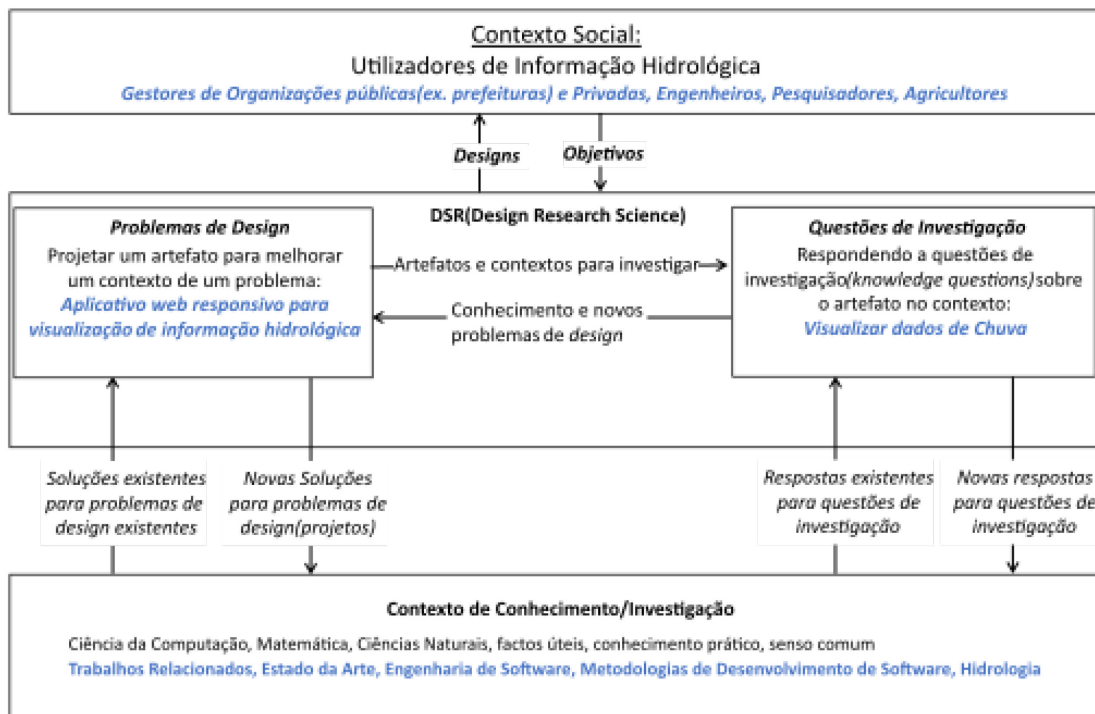 Contexto Social:
Utilizadores de Informação Hidrológica
Gestores de Organizações públicas(ex. prefeituras) e Privadas, Engenheiros, Pesquisadores, Agricultores
Designs
Objetivos
DSR(Design Research Science)
Problemas de Design
Projetar um artefato para melhorar
um contexto de um problema:
Aplicativo web responsivo para
visualização de informação hidrológica
Artefatos e contextos para investigar
Conhecimento e novos
problemas de design
Questões de Investigação
Respondendo a questões de
investigação(knowledge questions)sobre
o artefato no contexto:
Visualizar dados de Chuva
Soluções existentes
para problemas de
design existentes
Novas Soluções
para problemas de
design(projetos)
Respostas existentes
para questões de
investigação
Novas respostas
para questões de
investigação
Contexto de Conhecimento/Investigação
Ciência da Computação, Matemática, Ciências Naturais, factos úteis, conhecimento prático, senso comum
Trabalhos Relacionados, Estado da Arte, Engenharia de Software, Metodologias de Desenvolvimento de Software, Hidrologia